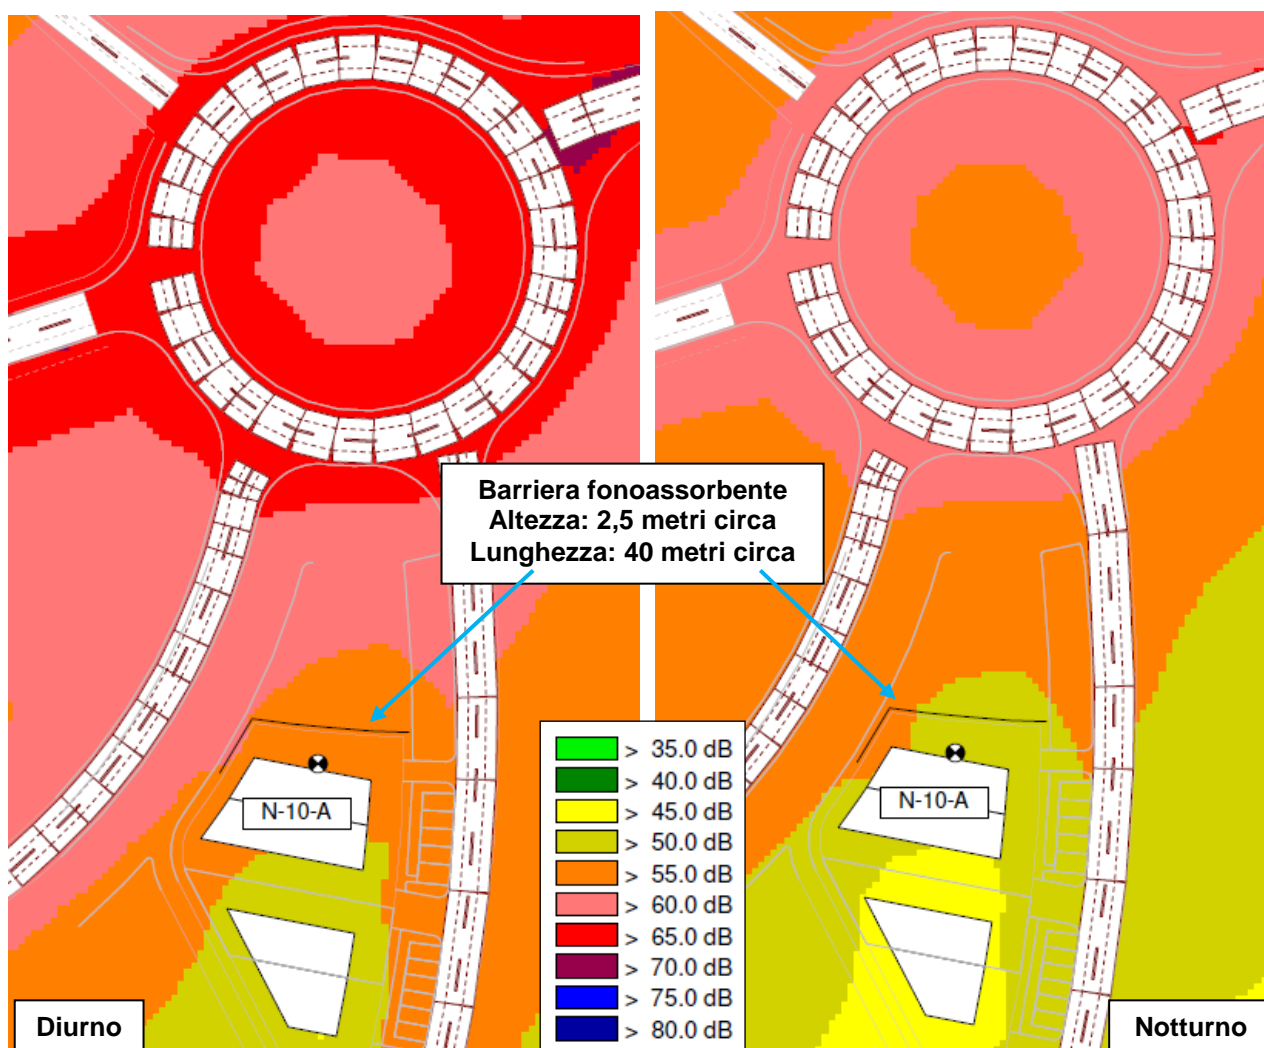 Barriera fonoassorbente
Altezza: 2,5 metri circa
Lunghezza: 40 metri circa
N-10-A
N-10-A
> 35.0 dB
> 40.0 dB
> 45.0 dB
> 50.0 dB
> 55.0 dB
> 60.0 dB
> 65.0 dB
> 70.0 dB
> 75.0 dB
> 80.0 dB
Diurno
Notturno